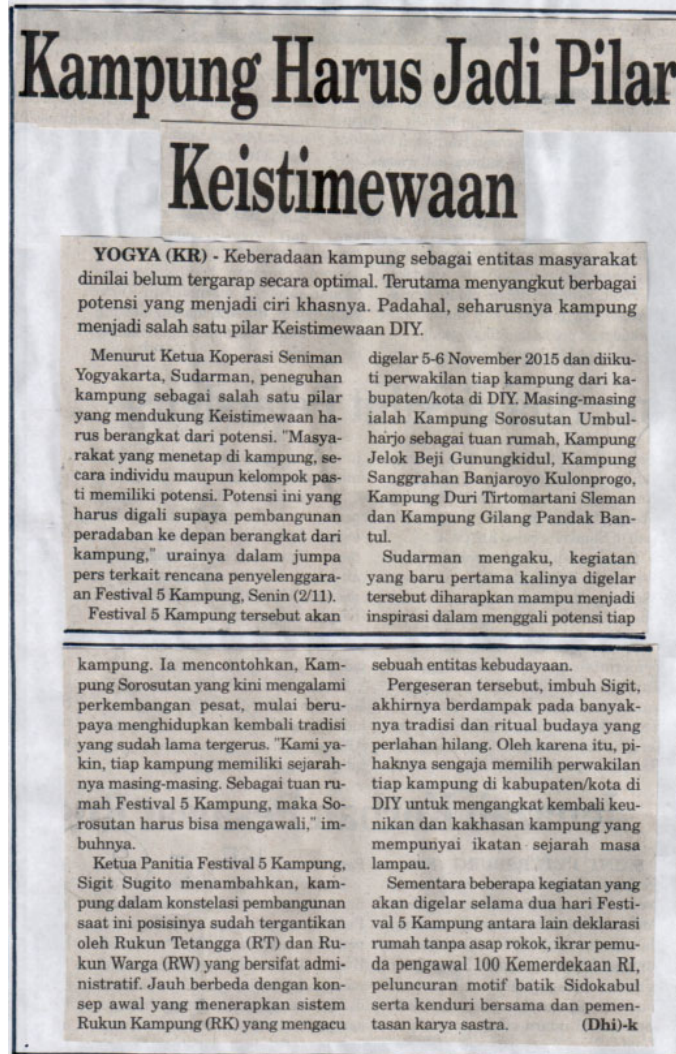 Kampung Harus Jadi Pilar
Keistimewaan
YOGYA (KR) - Keberadaan kampung sebagai entitas masyarakat
dinilai belum tergarap secara optimal. Terutama menyangkut berbagai
potensi yang menjadi ciri khasnya. Padahal, seharusnya kampung
menjadi salah satu pilar Keistimewaan DIY.
Menurut Ketua Koperasi Seniman
Yogyakarta, Sudarman, peneguhan
kampung sebagai salah satu pilar
yang mendukung Keistimewaan ha-
rus berangkat dari potensi. "Masya-
rakat yang menetap di kampung, se-
cara individu maupun kelompok pas-
ti memiliki potensi. Potensi ini yang
harus digali supaya pembangunan
peradaban ke depan berangkat dari
kampung," urainya dalam jumpa
pers terkait rencana penyelenggara-
an Festival 5 Kampung, Senin (2/11).
Festival 5 Kampung tersebut akan
digelar 5-6 November 2015 dan diiku-
ti perwakilan tiap kampung dari ka-
bupaten/kota di DIY. Masing-masing
ialah Kampung Sorosutan Umbul-
harjo sebagai tuan rumah, Kampung
Jelok Beji Gunungkidul, Kampung
Sanggrahan Banjaroyo Kulonprogo,
Kampung Duri Tirtomartani Sleman
dan Kampung Gilang Pandak Ban-
tul.
Sudarman mengaku, kegiatan
yang baru pertama kalinya digelar
tersebut diharapkan mampu menjadi
inspirasi dalam menggali potensi tiap
kampung. Ia mencontohkan, Kam-
pung Sorosutan yang kini mengalami
perkembangan pesat, mulai beru-
paya menghidupkan kembali tradisi
yang sudah lama tergerus. "Kami ya-
kin, tiap kampung memiliki sejarah-
nya masing-masing. Sebagai tuan ru-
mah Festival 5 Kampung, maka So-
rosutan harus bisa mengawali," im-
buhnya.
Ketua Panitia Festival 5 Kampung,
Sigit Sugito menambahkan, kam-
pung dalam konstelasi pembangunan
saat ini posisinya sudah tergantikan
oleh Rukun Tetangga (RT) dan Ru-
kun Warga (RW) yang bersifat admi-
nistratif. Jauh berbeda dengan kon-
sep awal yang menerapkan sistem
Rukun Kampung (RK) yang mengacu
sebuah entitas kebudayaan.
Pergeseran tersebut, imbuh Sigit,
akhirnya berdampak pada banyak-
nya tradisi dan ritual budaya yang
perlahan hilang. Oleh karena itu, pi-
haknya sengaja memilih perwakilan
tiap kampung di kabupaten/kota di
DIY untuk mengangkat kembali keu-
nikan dan kakhasan kampung yang
mempunyai ikatan sejarah masa
lampau.
Sementara beberapa kegiatan yang
akan digelar selama dua hari Festi-
val 5 Kampung antara lain deklarasi
rumah tanpa asap rokok, ikrar pemu-
da pengawal 100 Kemerdekaan RI,
peluncuran motif batik Sidokabul
serta kenduri bersama dan pemen-
tasan karya sastra. (Dhi)-k